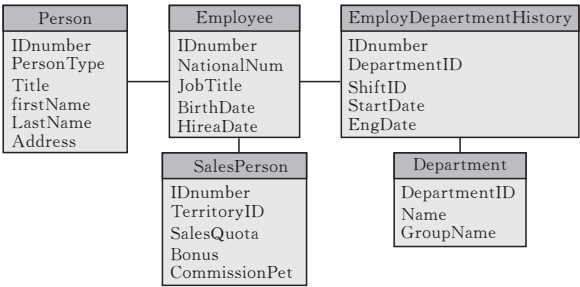 Person
IDnumber
PersonType
Title
firstName
LastName
Address
Employee
IDnumber
NationalNum
JobTitle
BirthDate
HireaDate
EmployDepaertmentHistory
IDnumber
DepartmentID
ShiftID
StartDate
EngDate
SalesPerson
IDnumber
TerritoryID
SalesQuota
Bonus
CommissionPet
Department
DepartmentID
Name
GroupName